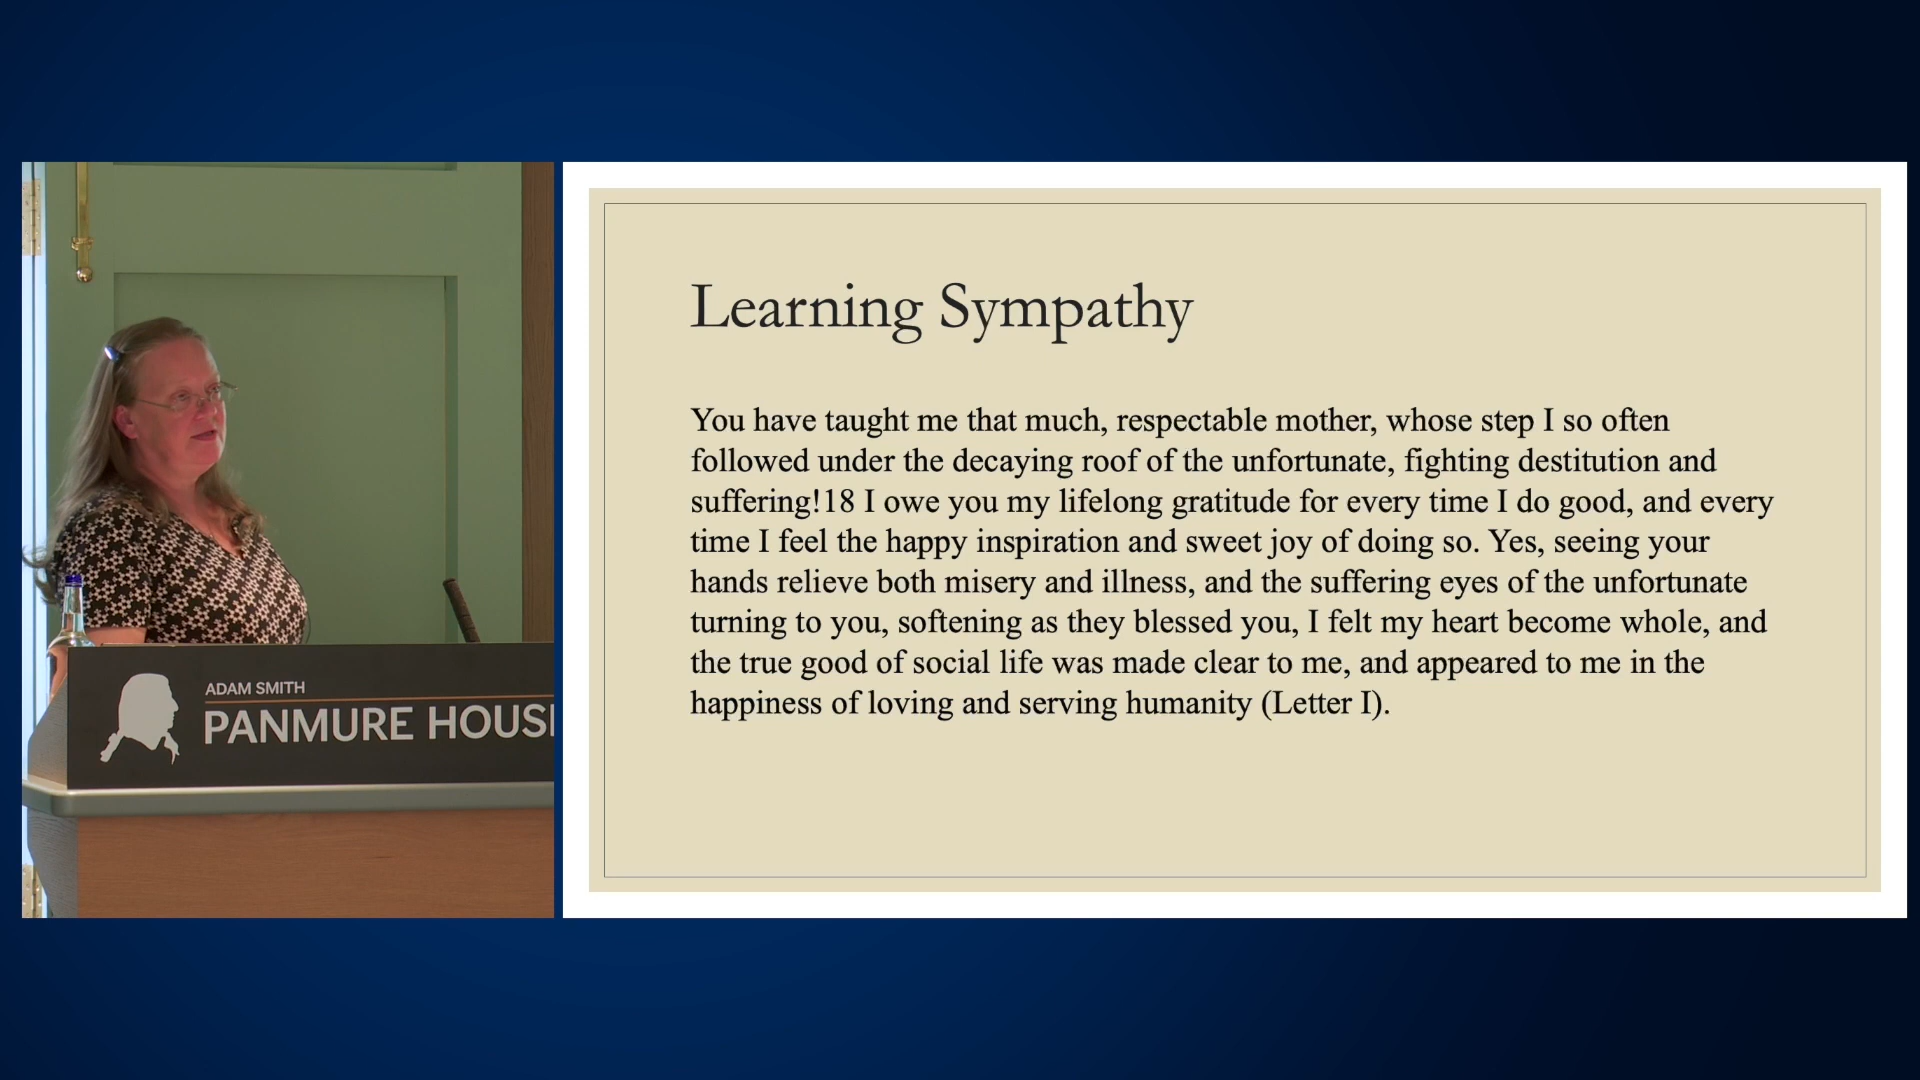 ADAM SMITH
PANMURE HOUS
Learning Sympathy
You have taught me that much, respectable mother, whose step I so often
followed under the decaying roof of the unfortunate, fighting destitution and
suffering!18 I owe you my lifelong gratitude for every time I do good, and every
time I feel the happy inspiration and sweet joy of doing so. Yes, seeing your
hands relieve both misery and illness, and the suffering eyes of the unfortunate
turning to you, softening as they blessed you, I felt my heart become whole, and
the true good of social life was made clear to me, and appeared to me in the
happiness of loving and serving humanity (Letter I).